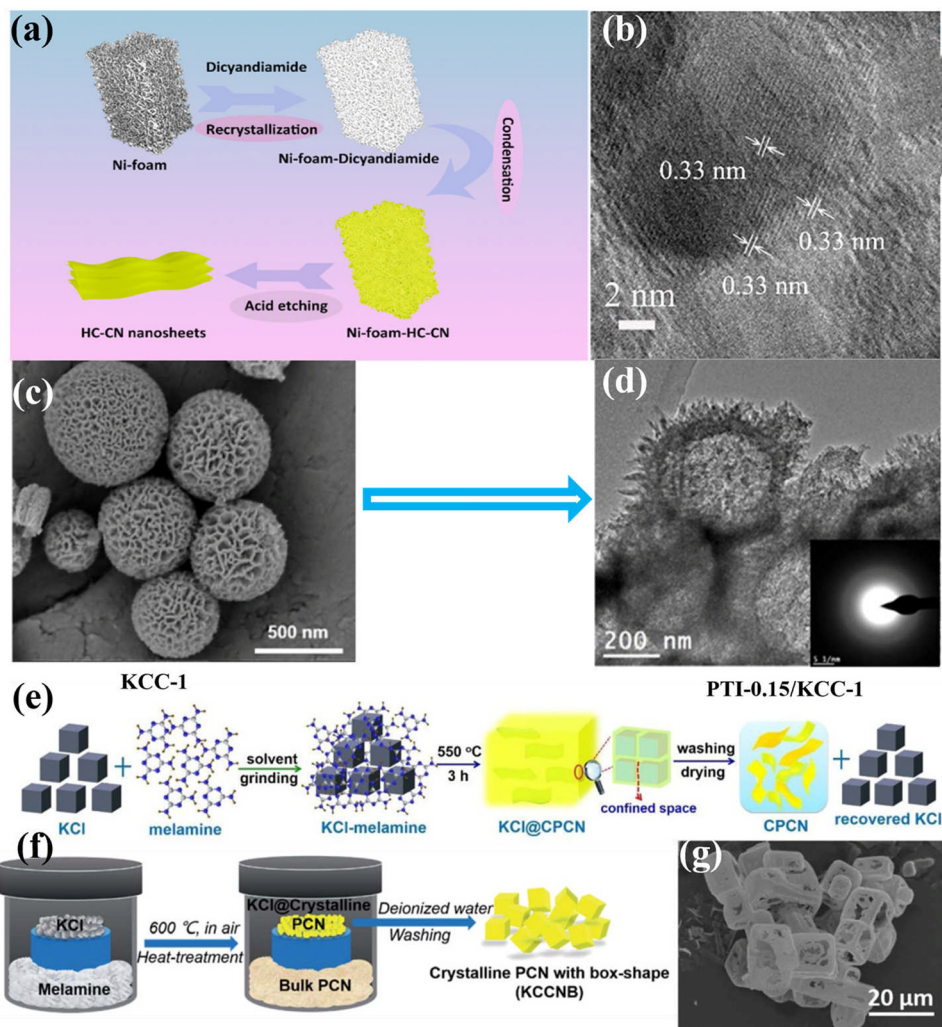 (a)
Dicyandiamide
Recrystallization
Ni-foam
Ni-foam-Dicyandiamide
Condensation
Acid etching
HC-CN nanosheets
Ni-foam-HC-CN
(b)
0.33 nm
0.33 nm
0.33 nm
2 nm
(c)
500 nm
KCC-1
(d)
200 nm
5 1/nm
PTI-0.15/KCC-1
(e)
KCl
+
melamine
solvent
grinding
KCl-melamine
550 °C
3 h
KCl@CPCN
confined space
washing
drying
CPCN
+
recovered KCl
(f)
KCl
Melamine
600 ℃, in air
Heat-treatment
KCl@Crystalline
PCN
Bulk PCN
Deionized water
Washing
Crystalline PCN with box-shape
(KCCNB)
(g)
20 μm